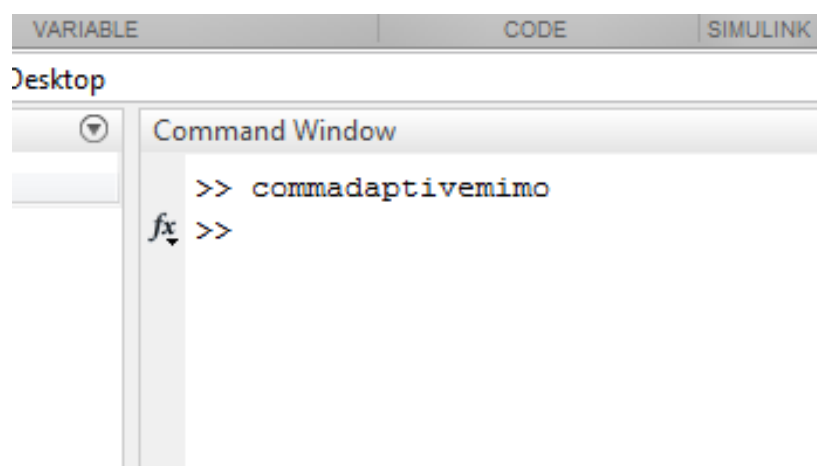 VARIABLE CODE SIMULINK
Desktop
Command Window
>> commadaptivemimo
fx >>